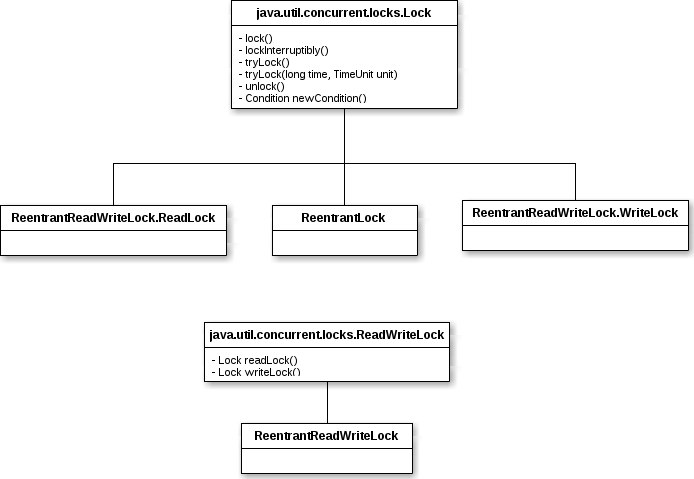 java.util.concurrent.locks.Lock
- lock()
- lockInterruptibly()
- tryLock()
- tryLock(long time, TimeUnit unit)
- unlock()
- Condition newCondition()
ReentrantReadWriteLock.ReadLock
ReentrantLock
ReentrantReadWriteLock.WriteLock
java.util.concurrent.locks.ReadWriteLock
- Lock readLock()
- Lock writeLock()
ReentrantReadWriteLock